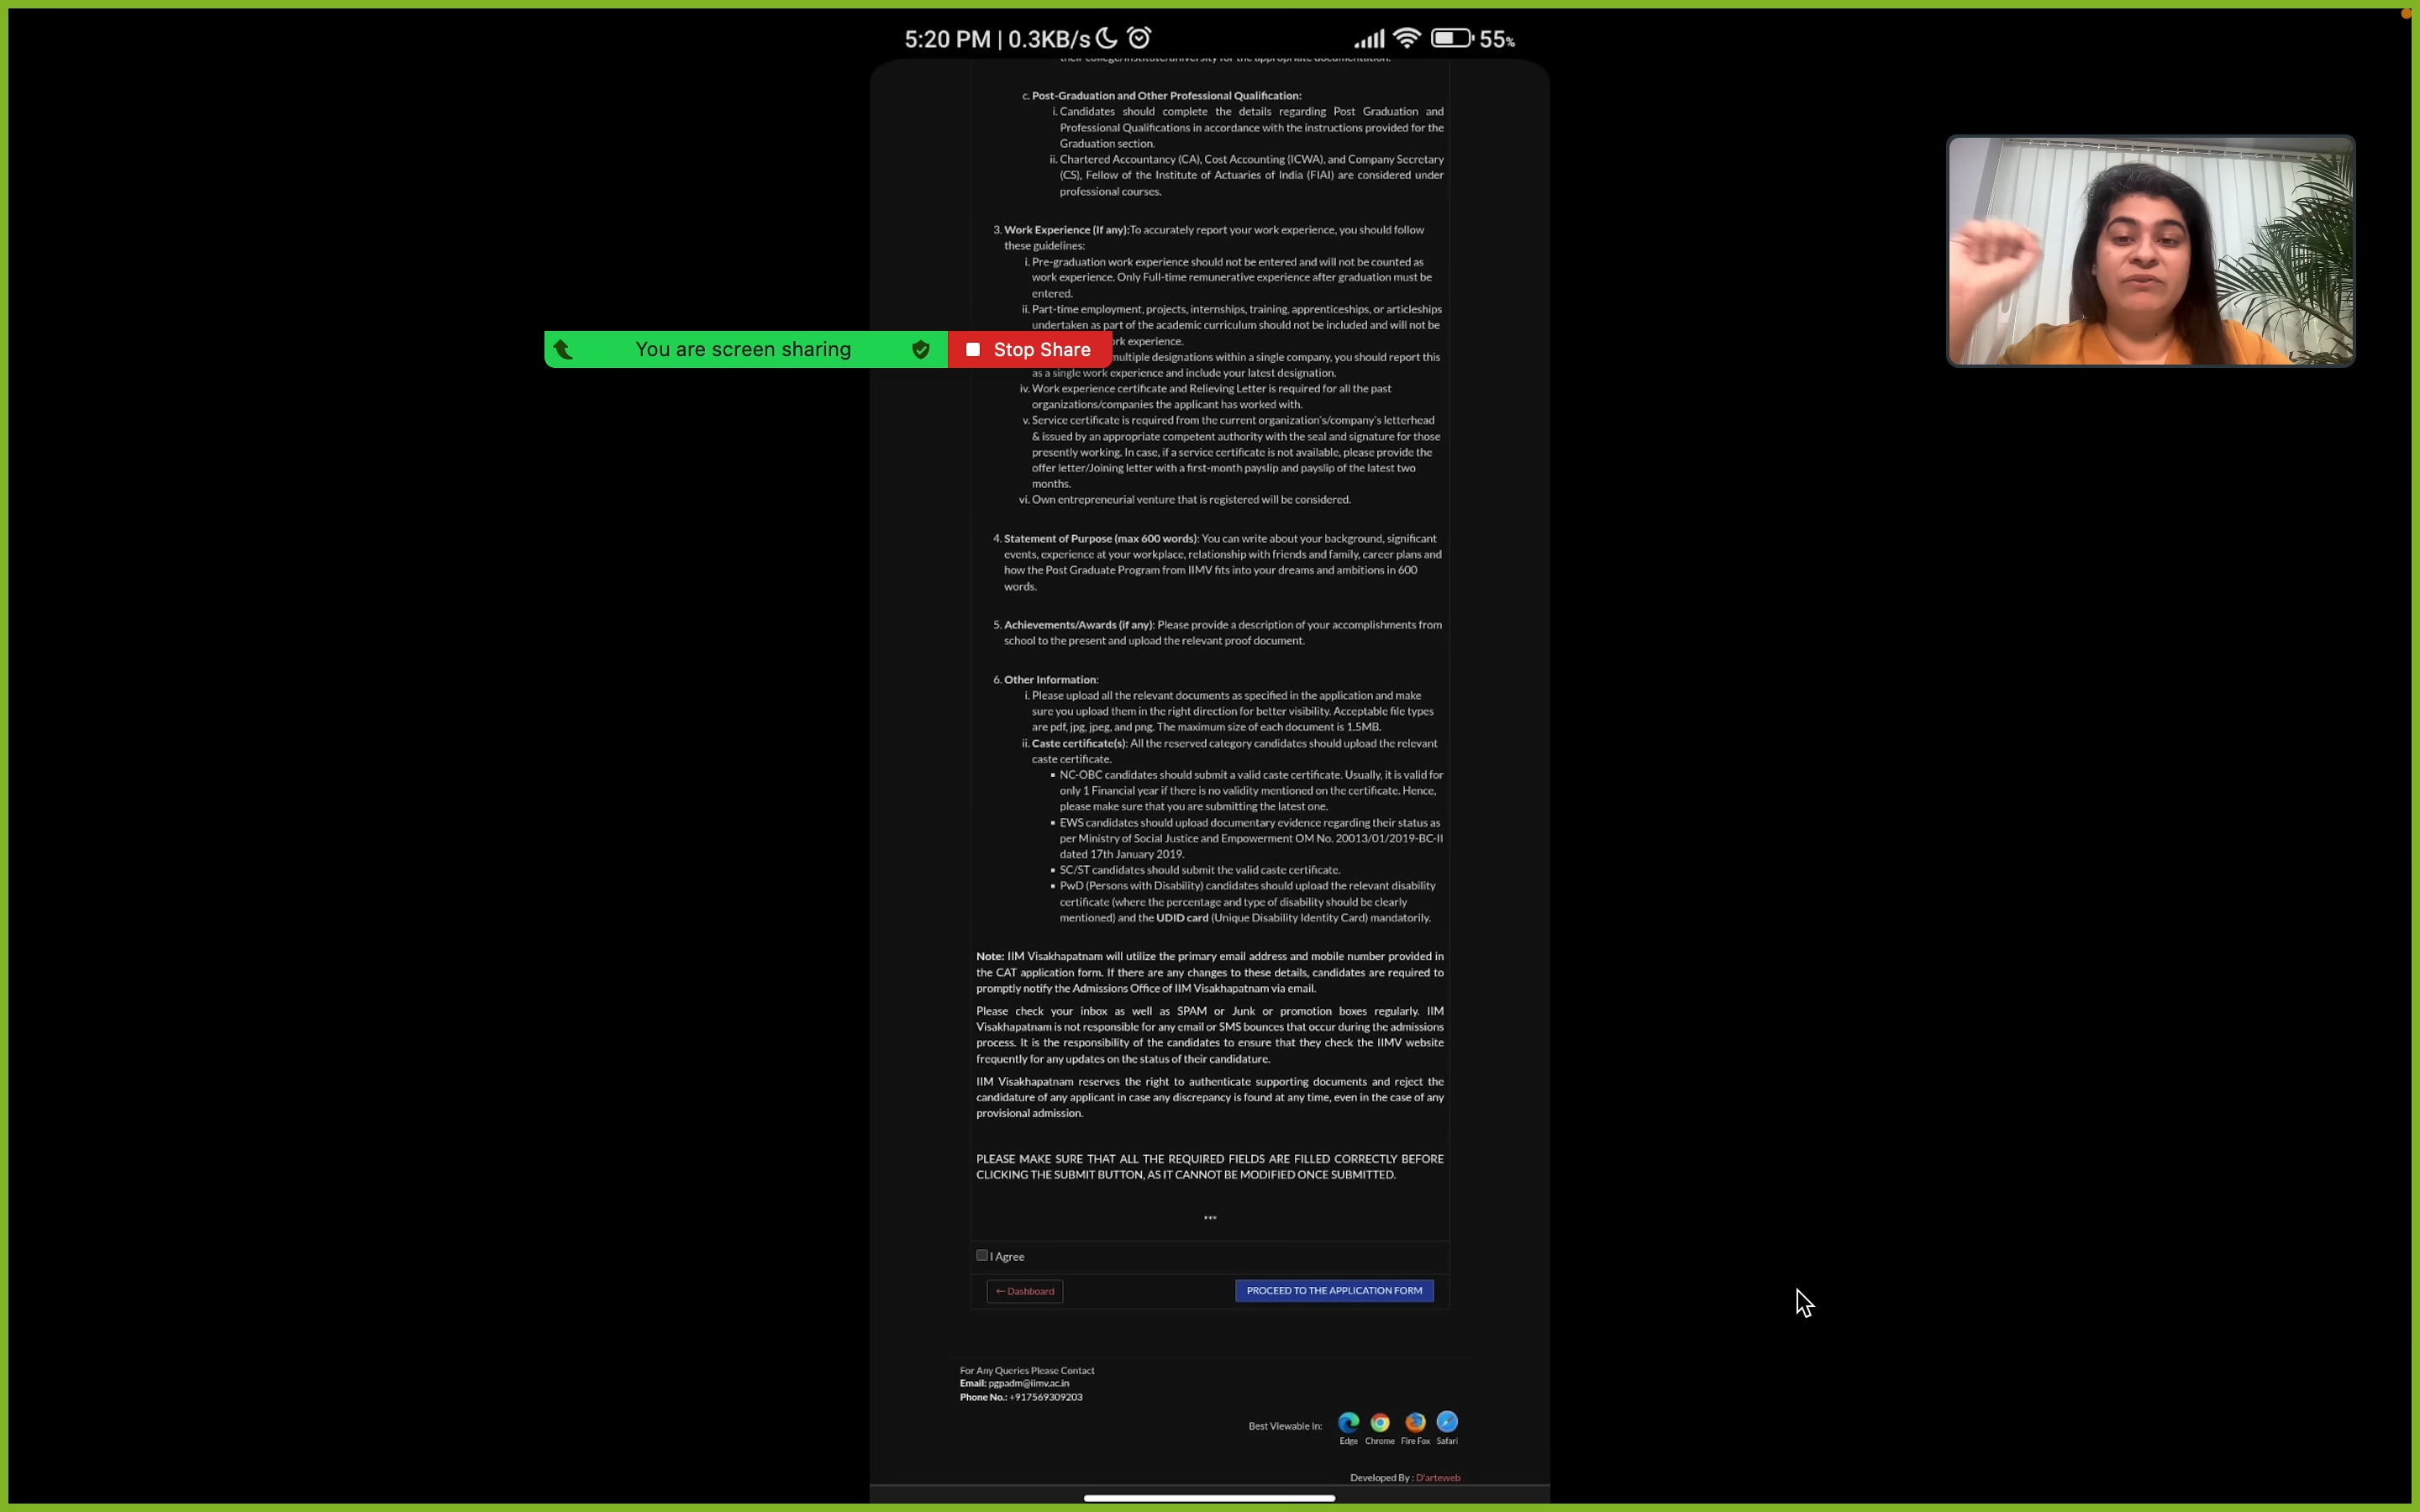 5:20 PM | 0.3KB/s
55%
their college/institute/university for the appropriate documentation.
c. Post-Graduation and Other Professional Qualification:
i. Candidates should complete the details regarding Post Graduation and
Professional Qualifications in accordance with the instructions provided for the
Graduation section.
ii. Chartered Accountancy (CA), Cost Accounting (ICWA), and Company Secretary
(CS), Fellow of the Institute of Actuaries of India (FIAI) are considered under
professional courses.
3. Work Experience (If any):To accurately report your work experience, you should follow
these guidelines:
i. Pre-graduation work experience should not be entered and will not be counted as
work experience. Only Full-time remunerative experience after graduation must be
entered.
ii. Part-time employment, projects, internships, training, apprenticeships, or articleships
undertaken as part of the academic curriculum should not be included and will not be
rk experience.
You are screen sharing
Stop Share
multiple designations within a single company, you should report this
as a single work experience and include your latest designation.
iv. Work experience certificate and Relieving Letter is required for all the past
organizations/companies the applicant has worked with.
v. Service certificate is required from the current organization's/company's letterhead
& issued by an appropriate competent authority with the seal and signature for those
presently working. In case, if a service certificate is not available, please provide the
offer letter/Joining letter with a first-month payslip and payslip of the latest two
months.
vi. Own entrepreneurial venture that is registered will be considered.
4. Statement of Purpose (max 600 words): You can write about your background, significant
events, experience at your workplace, relationship with friends and family, career plans and
how the Post Graduate Program from IIMV fits into your dreams and ambitions in 600
words.
5. Achievements/Awards (if any): Please provide a description of your accomplishments from
school to the present and upload the relevant proof document.
6. Other Information:
i. Please upload all the relevant documents as specified in the application and make
sure you upload them in the right direction for better visibility. Acceptable file types
are pdf, jpg, jpeg, and png. The maximum size of each document is 1.5MB.
ii. Caste certificate(s): All the reserved category candidates should upload the relevant
caste certificate.
▪ NC-OBC candidates should submit a valid caste certificate. Usually, it is valid for
only 1 Financial year if there is no validity mentioned on the certificate. Hence,
please make sure that you are submitting the latest one.
▪ EWS candidates should upload documentary evidence regarding their status as
per Ministry of Social Justice and Empowerment OM No. 20013/01/2019-BC-II
dated 17th January 2019.
▪ SC/ST candidates should submit the valid caste certificate.
▪ PwD (Persons with Disability) candidates should upload the relevant disability
certificate (where the percentage and type of disability should be clearly
mentioned) and the UDID card (Unique Disability Identity Card) mandatorily.
Note: IIM Visakhapatnam will utilize the primary email address and mobile number provided in
the CAT application form. If there are any changes to these details, candidates are required to
promptly notify the Admissions Office of IIM Visakhapatnam via email.
Please check your inbox as well as SPAM or Junk or promotion boxes regularly. IIM
Visakhapatnam is not responsible for any email or SMS bounces that occur during the admissions
process. It is the responsibility of the candidates to ensure that they check the IIMV website
frequently for any updates on the status of their candidature.
IIM Visakhapatnam reserves the right to authenticate supporting documents and reject the
candidature of any applicant in case any discrepancy is found at any time, even in the case of any
provisional admission.
PLEASE MAKE SURE THAT ALL THE REQUIRED FIELDS ARE FILLED CORRECTLY BEFORE
CLICKING THE SUBMIT BUTTON, AS IT CANNOT BE MODIFIED ONCE SUBMITTED.
***
I Agree
← Dashboard
PROCEED TO THE APPLICATION FORM
For Any Queries Please Contact
Email: pgpadm@iimv.ac.in
Phone No.: +917569309203
Best Viewable In:
Edge Chrome Fire Fox Safari
Developed By : D'arteweb